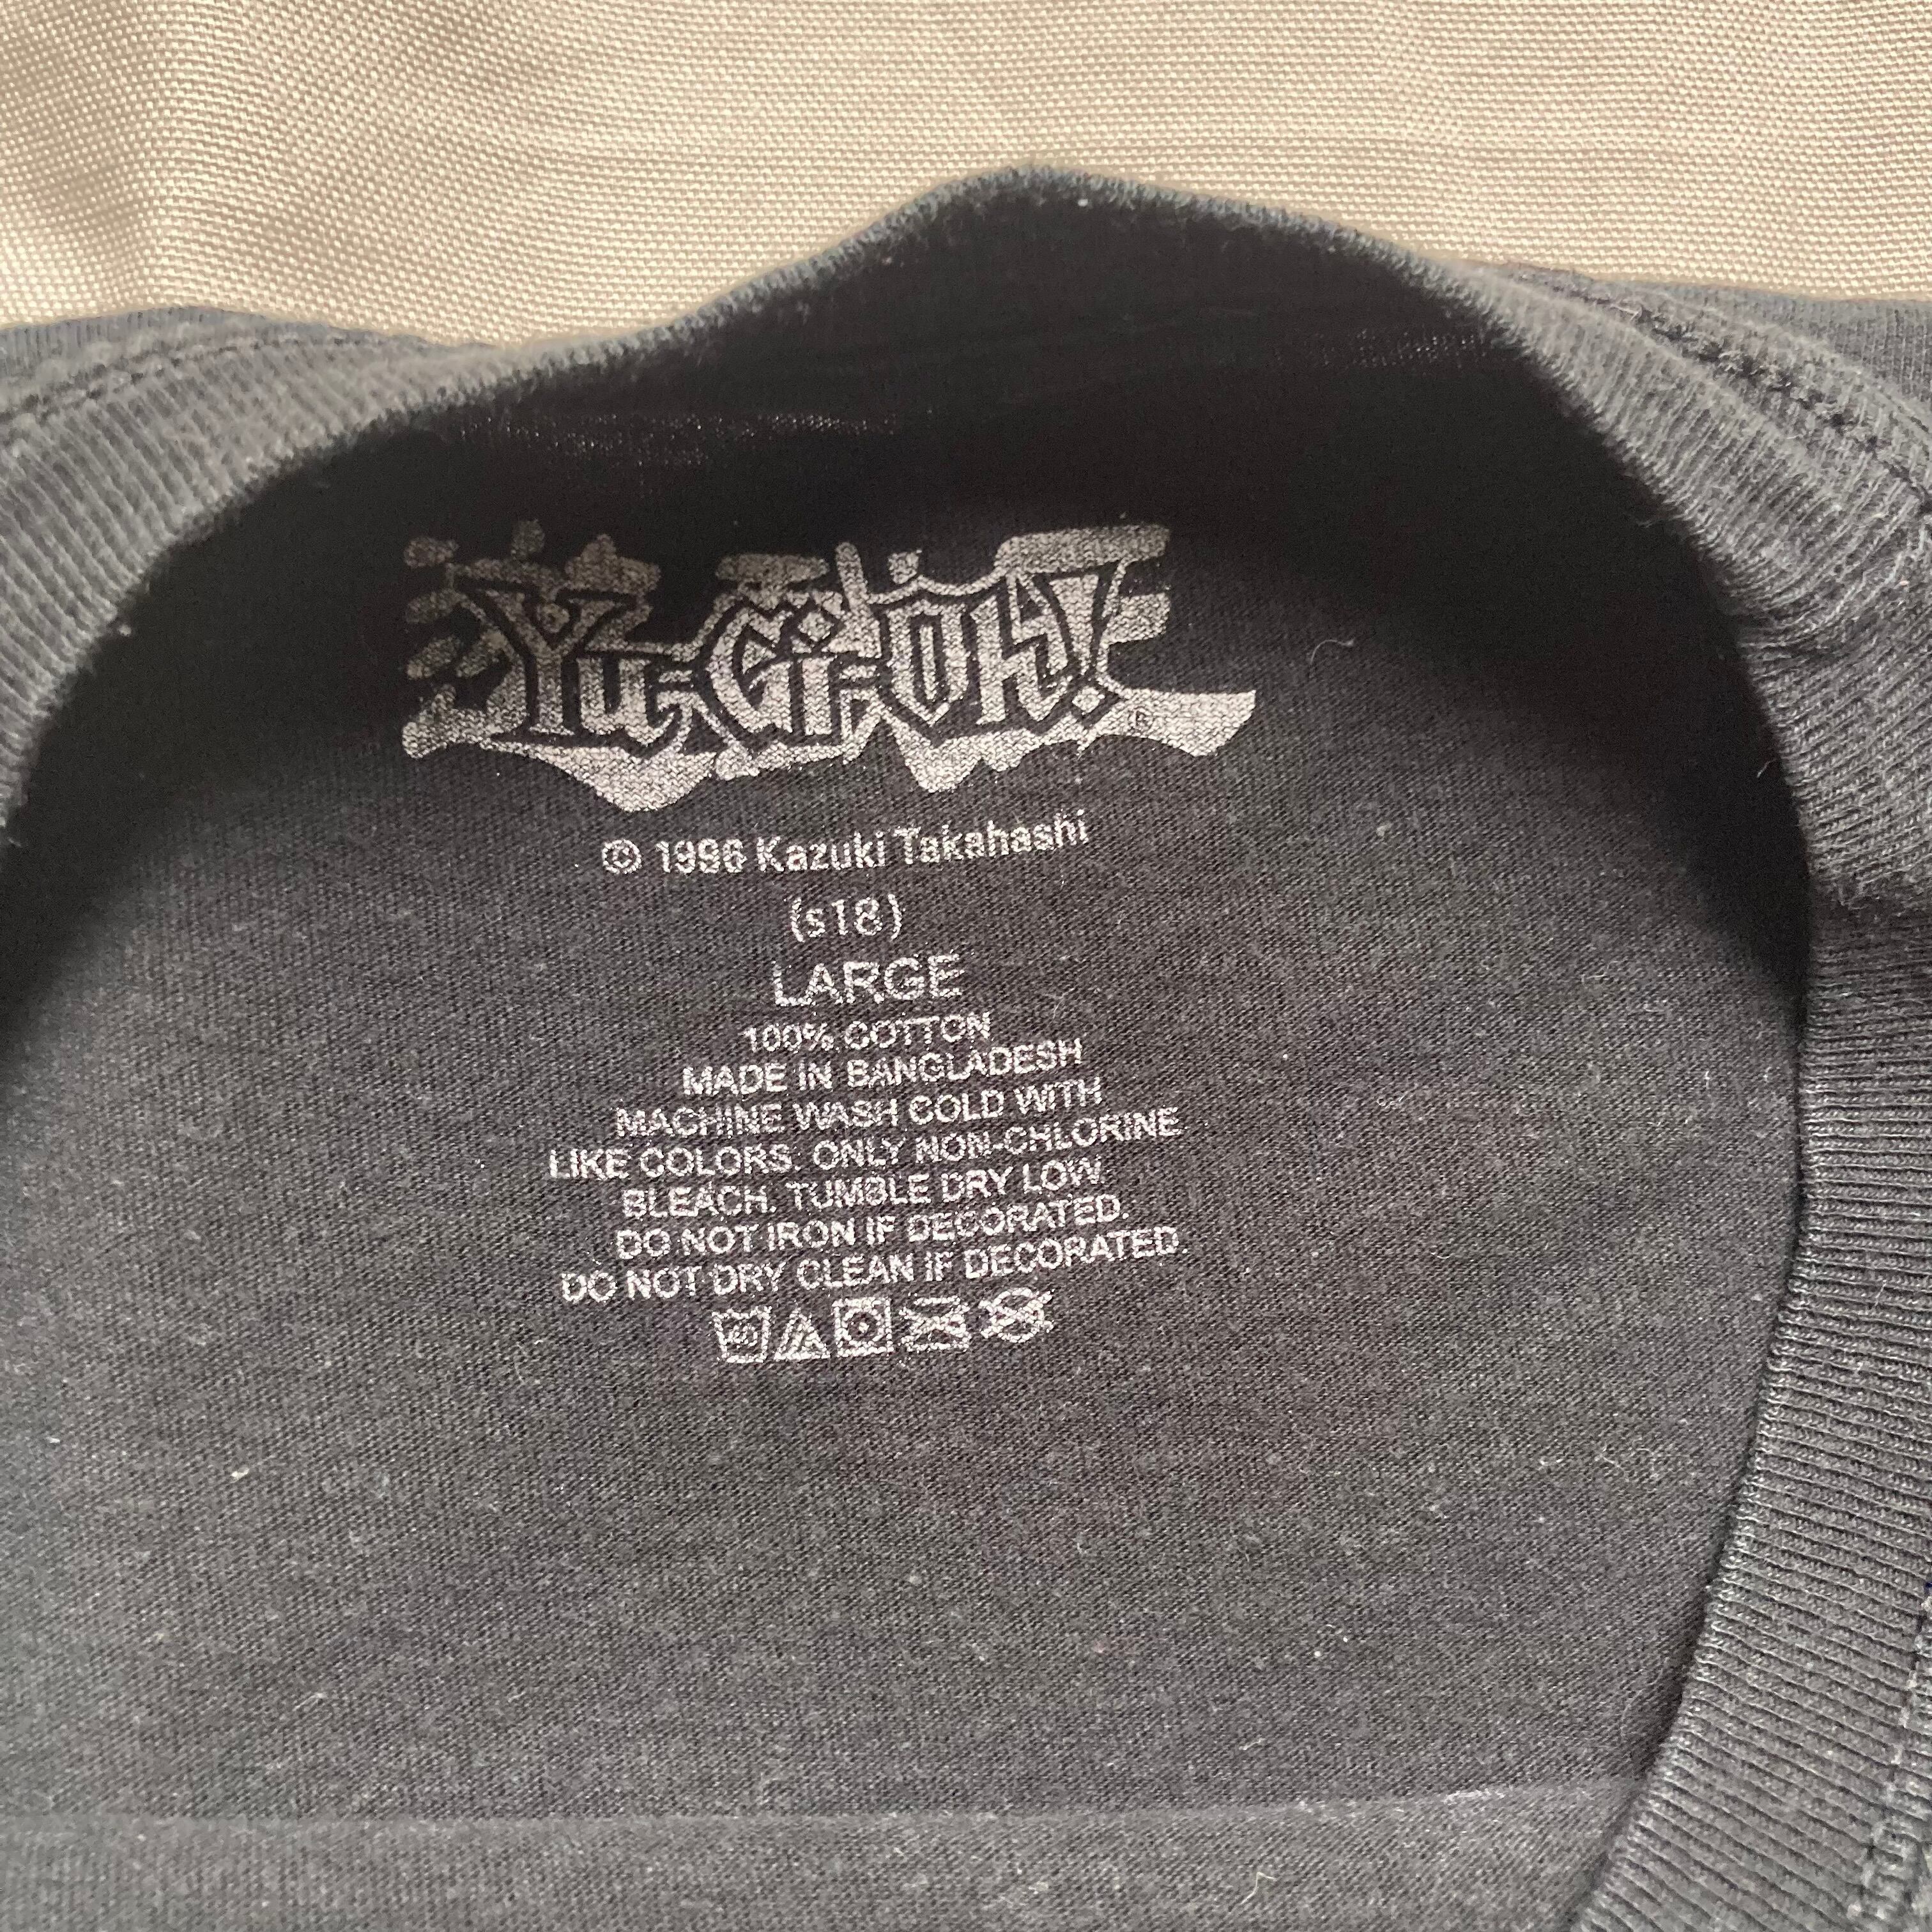 Yu-Gi-Oh! ®
© 1996 Kazuki Takahashi
(s18)
LARGE
100% COTTON
MADE IN BANGLADESH
MACHINE WASH COLD WITH
LIKE COLORS. ONLY NON-CHLORINE
BLEACH. TUMBLE DRY LOW.
DO NOT IRON IF DECORATED.
DO NOT DRY CLEAN IF DECORATED.
40